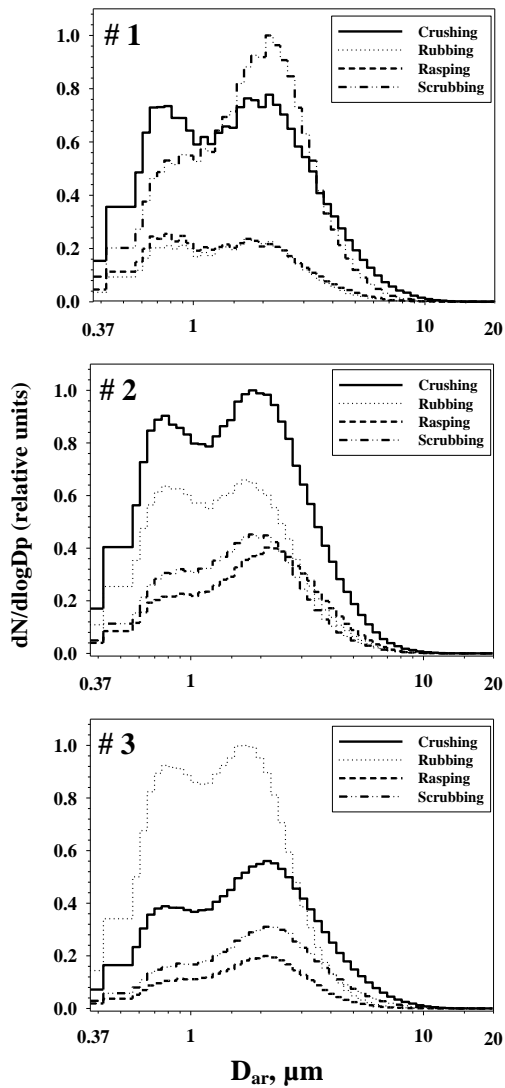 # 1
Crushing
Rubbing
Rasping
Scrubbing
1.0
0.8
0.6
0.4
0.2
0.0
0.37 1 10 20
# 2
Crushing
Rubbing
Rasping
Scrubbing
1.0
0.8
0.6
0.4
0.2
0.0
0.37 1 10 20
dN/dlogDp (relative units)
# 3
Crushing
Rubbing
Rasping
Scrubbing
1.0
0.8
0.6
0.4
0.2
0.0
0.37 1 10 20
Dar, µm